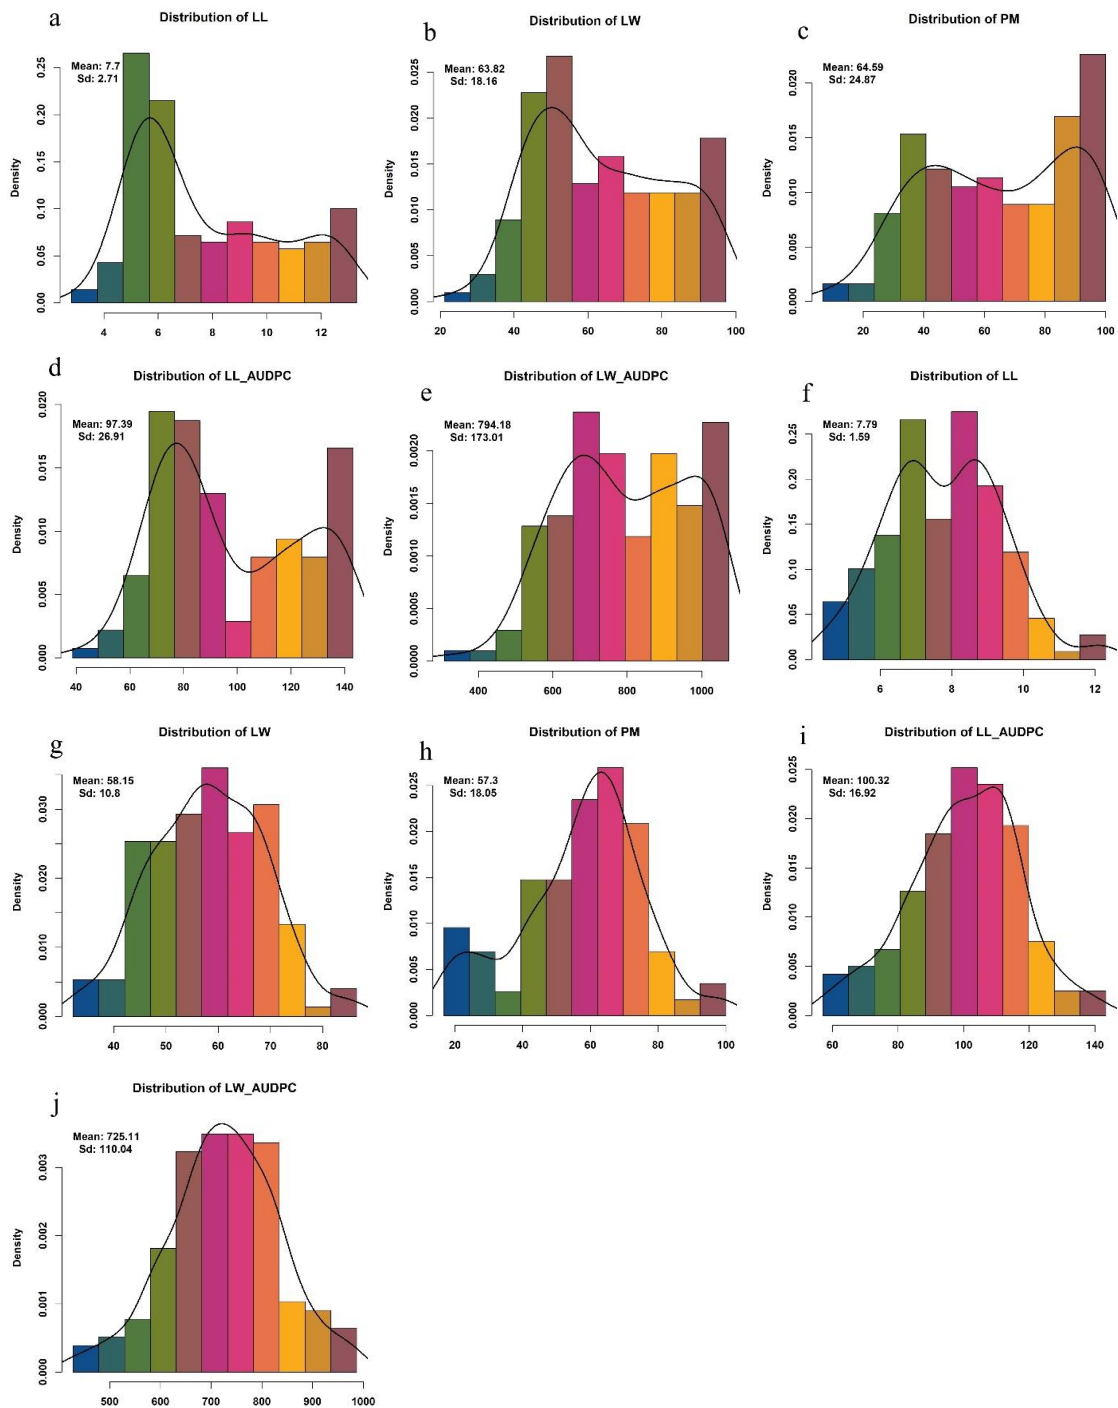 a
Distribution of LL
Mean: 7.7
Sd: 2.71
Density
0.00
0.05
0.10
0.15
0.20
0.25
4
6
8
10
12
b
Distribution of LW
Mean: 63.82
Sd: 18.16
Density
0.000
0.005
0.010
0.015
0.020
0.025
20
40
60
80
100
c
Distribution of PM
Mean: 64.59
Sd: 24.87
Density
0.000
0.005
0.010
0.015
0.020
20
40
60
80
100
d
Distribution of LL_AUDPC
Mean: 97.39
Sd: 26.91
Density
0.000
0.005
0.010
0.015
0.020
40
60
80
100
120
140
e
Distribution of LW_AUDPC
Mean: 794.18
Sd: 173.01
Density
0.0000
0.0005
0.0010
0.0015
0.0020
400
600
800
1000
f
Distribution of LL
Mean: 7.79
Sd: 1.59
Density
0.00
0.05
0.10
0.15
0.20
0.25
6
8
10
12
g
Distribution of LW
Mean: 58.15
Sd: 10.8
Density
0.000
0.010
0.020
0.030
40
50
60
70
80
h
Distribution of PM
Mean: 57.3
Sd: 18.05
Density
0.000
0.005
0.010
0.015
0.020
0.025
20
40
60
80
100
i
Distribution of LL_AUDPC
Mean: 100.32
Sd: 16.92
Density
0.000
0.005
0.010
0.015
0.020
0.025
60
80
100
120
140
j
Distribution of LW_AUDPC
Mean: 725.11
Sd: 110.04
Density
0.000
0.001
0.002
0.003
500
600
700
800
900
1000